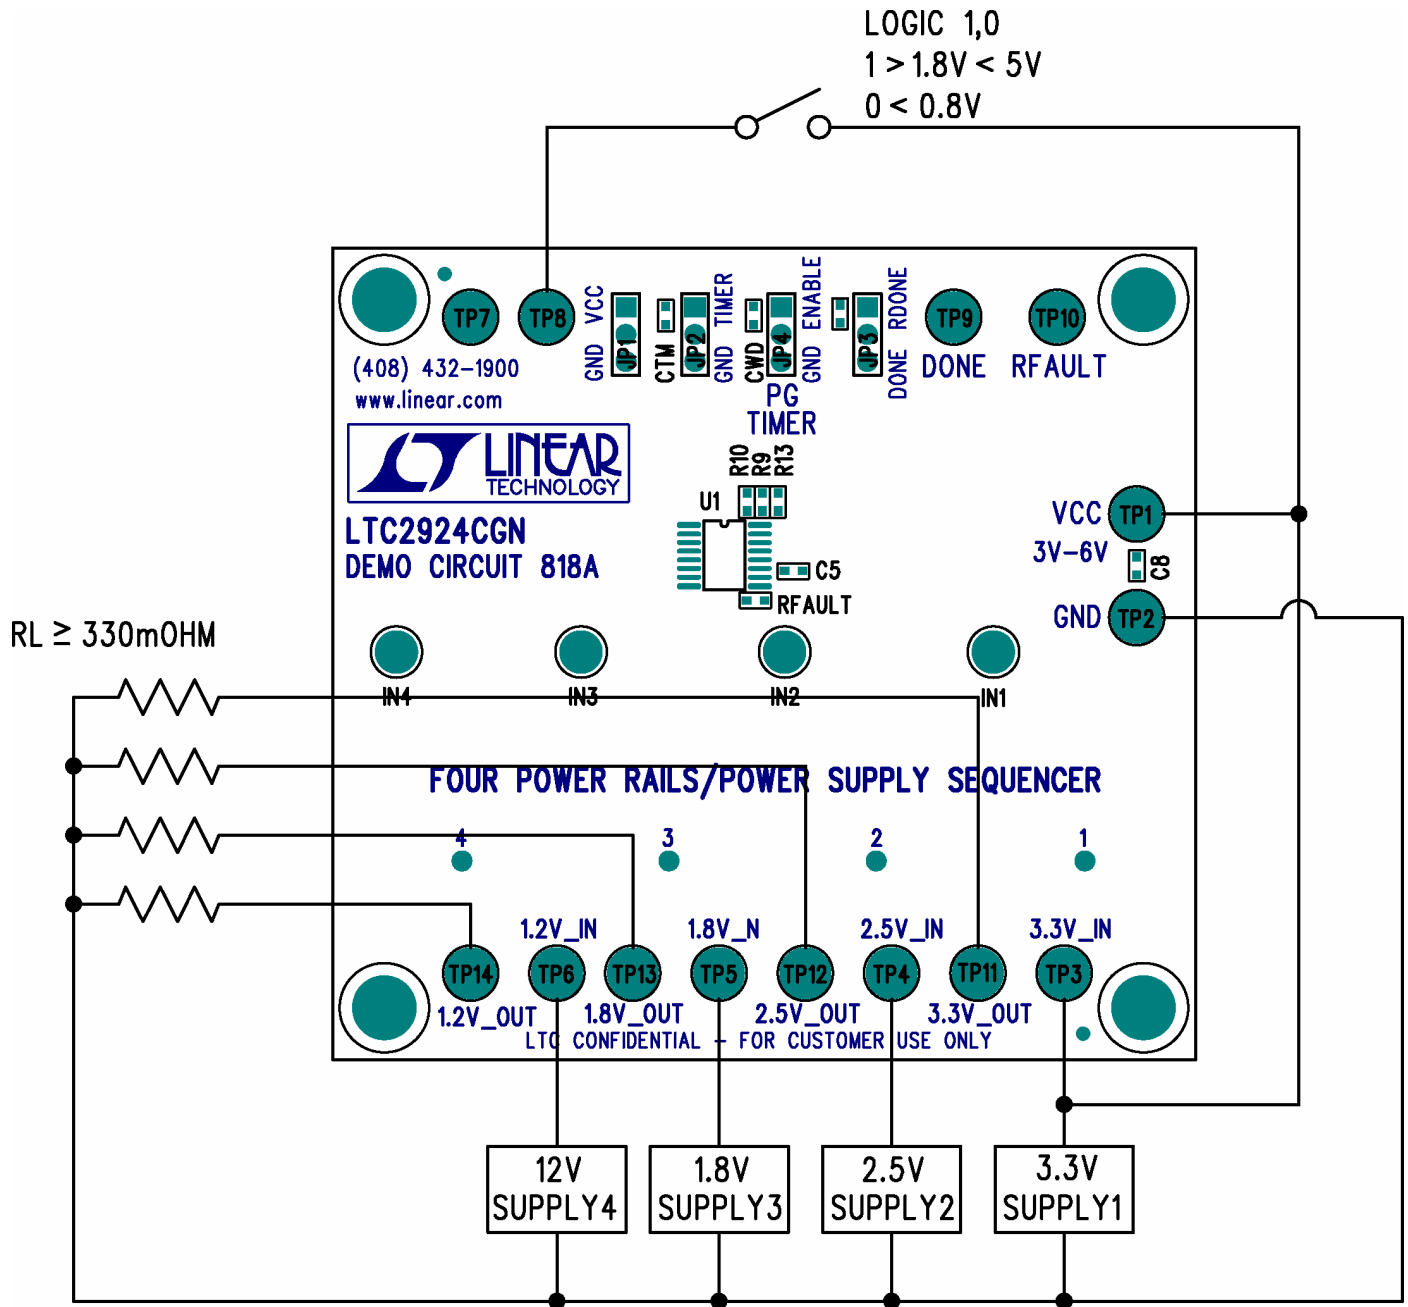 LOGIC 1,0
1 > 1.8V < 5V
0 < 0.8V
TP7
TP8
GND VCC
JP1
CTM
JP2
GND TIMER
CWD
JP4
GND ENABLE
JP3
DONE RDONE
TP9
TP10
DONE
RFAULT
PG
TIMER
(408) 432-1900
www.linear.com
LINEAR
TECHNOLOGY
LTC2924CGN
DEMO CIRCUIT 818A
R10
R9
R13
U1
C5
RFAULT
VCC
TP1
3V-6V
C8
GND
TP2
RL ≥ 330mOHM
IN4
IN3
IN2
IN1
FOUR POWER RAILS/POWER SUPPLY SEQUENCER
4
3
2
1
1.2V_IN
1.8V_N
2.5V_IN
3.3V_IN
TP14
TP6
TP13
TP5
TP12
TP4
TP11
TP3
1.2V_OUT
1.8V_OUT
2.5V_OUT
3.3V_OUT
LTC CONFIDENTIAL - FOR CUSTOMER USE ONLY
12V
SUPPLY4
1.8V
SUPPLY3
2.5V
SUPPLY2
3.3V
SUPPLY1